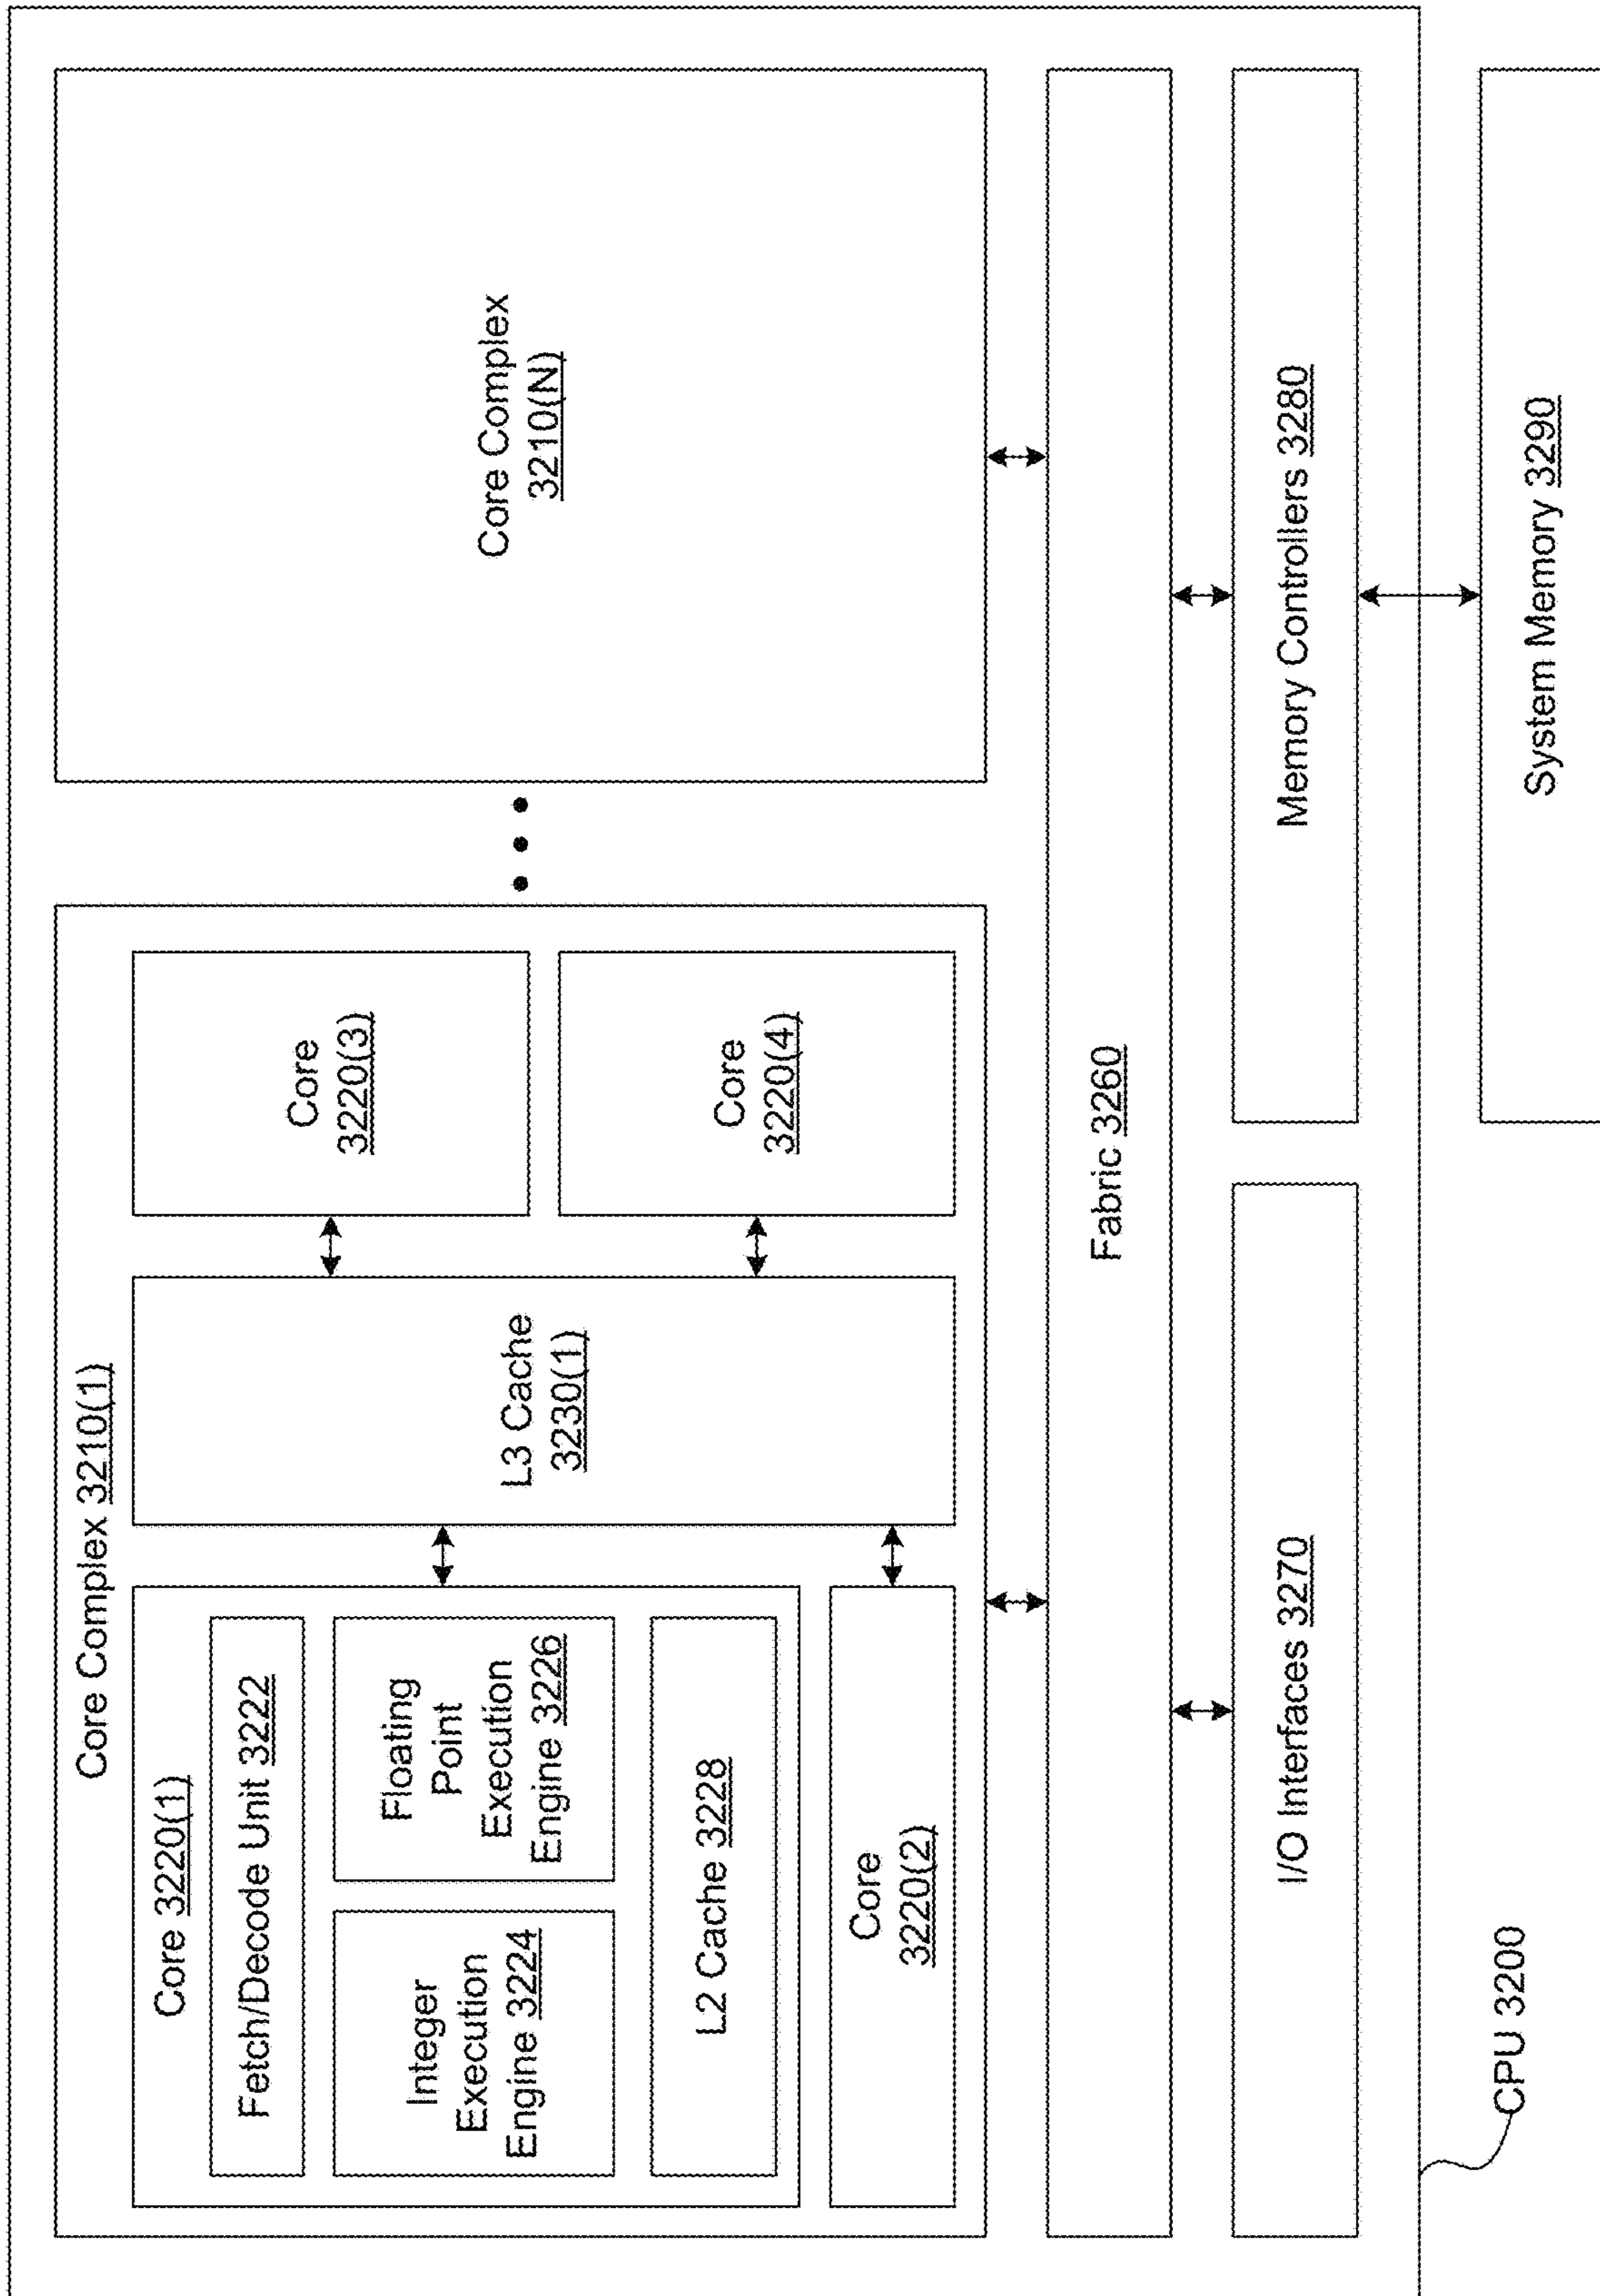 Core Complex 3210(1)
Core 3220(1)
Fetch/Decode Unit 3222
Integer
Execution
Engine 3224
Floating
Point
Execution
Engine 3226
L2 Cache 3228
Core
3220(2)
L3 Cache
3230(1)
Core
3220(3)
Core
3220(4)
Core Complex
3210(N)
Fabric 3260
I/O Interfaces 3270
Memory Controllers 3280
CPU 3200
System Memory 3290